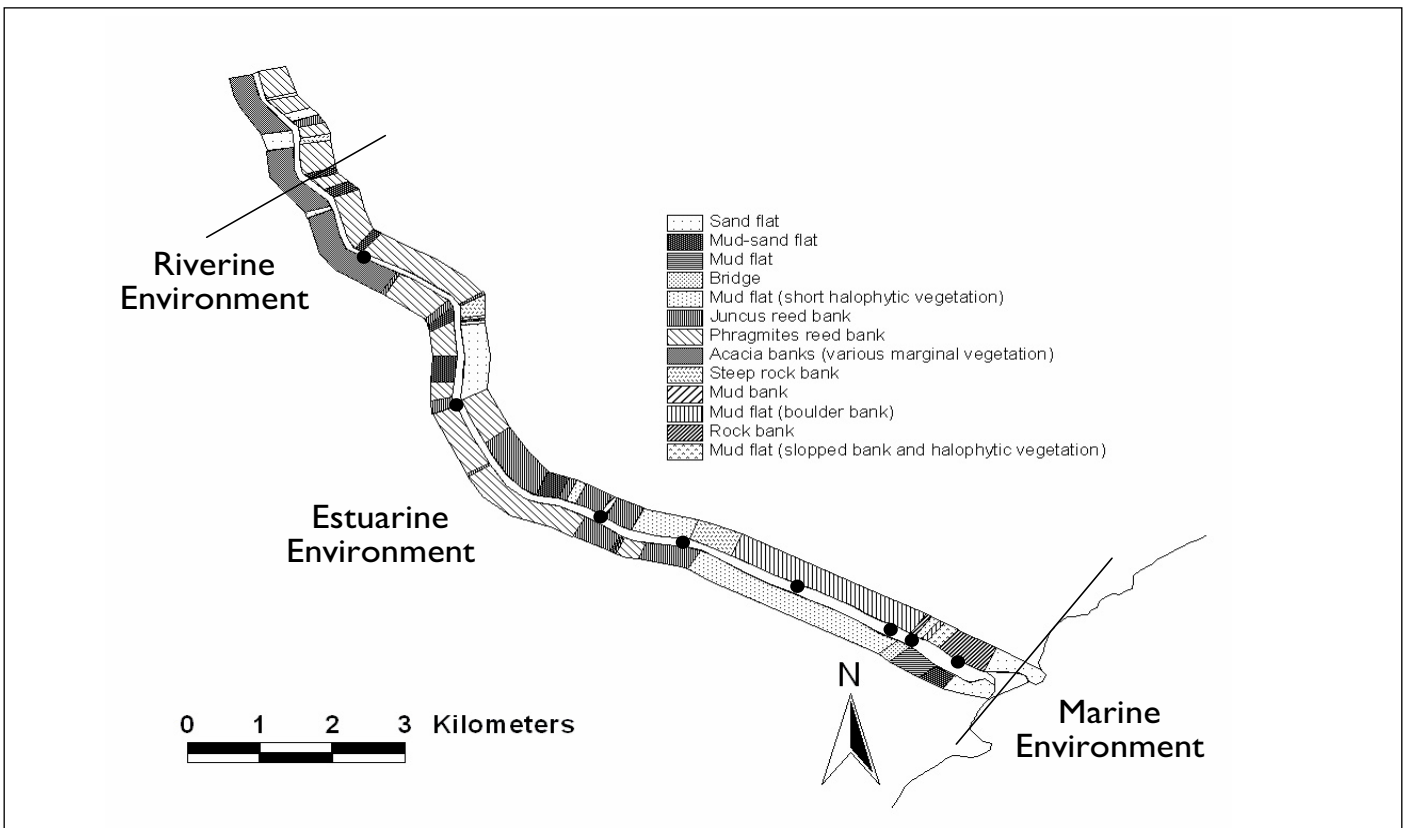 Riverine
Environment
Sand flat
Mud-sand flat
Mud flat
Bridge
Mud flat (short halophytic vegetation)
Juncus reed bank
Phragmites reed bank
Acacia banks (various marginal vegetation)
Steep rock bank
Mud bank
Mud flat (boulder bank)
Rock bank
Mud flat (slopped bank and halophytic vegetation)
Estuarine
Environment
N
0 1 2 3 Kilometers
Marine
Environment